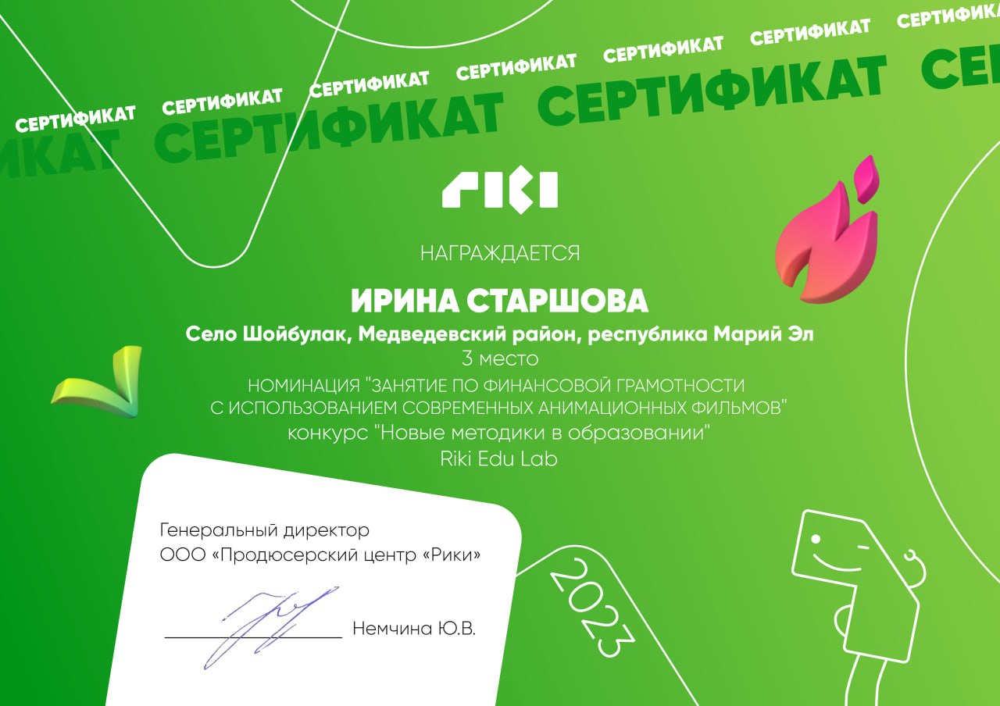 СЕРТИФИКАТ СЕРТИФИКАТ СЕРТИФИКАТ СЕРТИФИКАТ СЕРТИФИКАТ СЕРТИФИКАТ СЕРТИФИКА
ИКАТ СЕРТИФИКАТ СЕРТИФИКАТ СЕР
riki
НАГРАЖДАЕТСЯ
ИРИНА СТАРШОВА
Село Шойбулак, Медведевский район, республика Марий Эл
3 место
НОМИНАЦИЯ "ЗАНЯТИЕ ПО ФИНАНСОВОЙ ГРАМОТНОСТИ
С ИСПОЛЬЗОВАНИЕМ СОВРЕМЕННЫХ АНИМАЦИОННЫХ ФИЛЬМОВ"
конкурс "Новые методики в образовании"
Riki Edu Lab
Генеральный директор
ООО «Продюсерский центр «Рики»
Немчина Ю.В.
2023